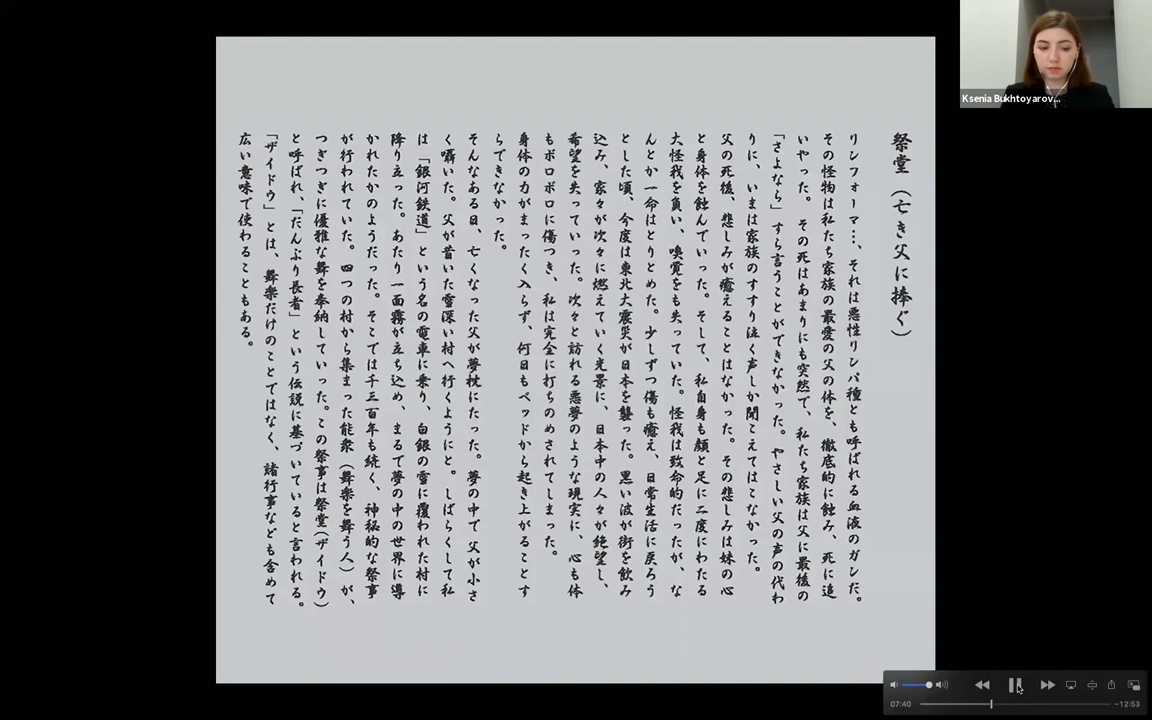 祭堂（亡き父に捧ぐ）
リンフォーマ…、それは悪性リンパ種とも呼ばれる血液のガンだ。
その怪物は私たち家族の最愛の父の体を、徹底的に蝕み、死に追
いやった。その死はあまりにも突然で、私たち家族は父に最後の
「さよなら」すら言うことができなかった。やさしい父の声の代わ
りに、いまは家族のすすり泣く声しか聞こえてはこなかった。
父の死後、悲しみが癒えることはなかった。その悲しみは妹の心
と身体を蝕んでいった。そして、私自身も顔と足に二度にわたる
大怪我を負い、嗅覚をも失っていた。怪我は致命的だったが、な
んとか一命はとりとめた。少しずつ傷も癒え、日常生活に戻ろう
とした頃、今度は東北大震災が日本を襲った。黒い波が街を飲み
込み、家々が次々に燃えていく光景に、日本中の人々が絶望し、
希望を失っていった。次々と訪れる悪夢のような現実に、心も体
もボロボロに傷つき、私は完全に打ちのめされてしまった。
身体の力がまったく入らず、何日もベッドから起き上がることす
らできなかった。
そんなある日、亡くなった父が夢枕にたった。夢の中で父が小さ
く囁いた。父が昔いた雪深い村へ行くようにと。しばらくして私
は「銀河鉄道」という名の電車に乗り、白銀の雪に覆われた村に
降り立った。あたり一面霧が立ち込め、まるで夢の中の世界に導
かれたかのようだった。そこでは千三百年も続く、神秘的な祭事
が行われていた。四つの村から集まった能衆（舞楽を舞う人）が、
つぎつぎに優雅な舞を奉納していった。この祭事は祭堂（ザイドウ）
と呼ばれ、「だんぶり長者」という伝説に基づいていると言われる。
「ザイドウ」とは、舞楽だけのことではなく、諸行事なども含めて
広い意味で使わることもある。
Ksenia Bukhtoyarov...
07:40
-12:53